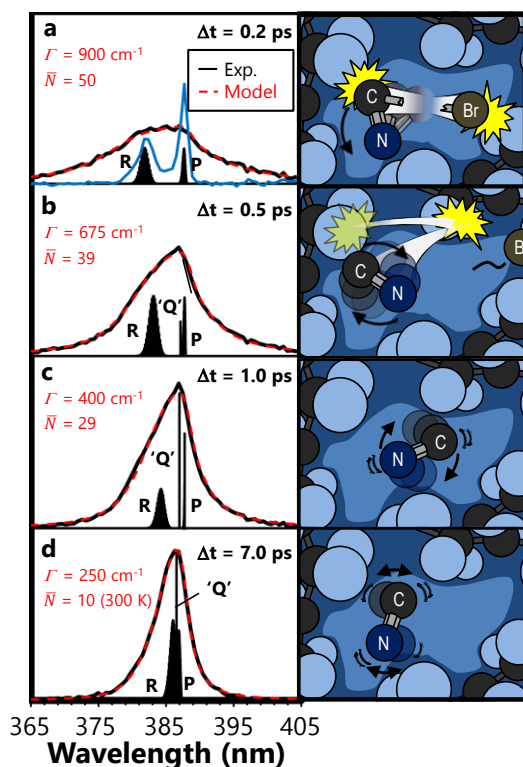 a
Δt = 0.2 ps
Γ = 900 cm⁻¹
N̄ = 50
Exp.
Model
R
P
C
N
Br
b
Δt = 0.5 ps
Γ = 675 cm⁻¹
N̄ = 39
R
'Q'
P
C
N
B
c
Δt = 1.0 ps
Γ = 400 cm⁻¹
N̄ = 29
'Q'
R
P
N
C
d
Δt = 7.0 ps
Γ = 250 cm⁻¹
N̄ = 10 (300 K)
'Q'
R
P
C
N
365 375 385 395 405
Wavelength (nm)